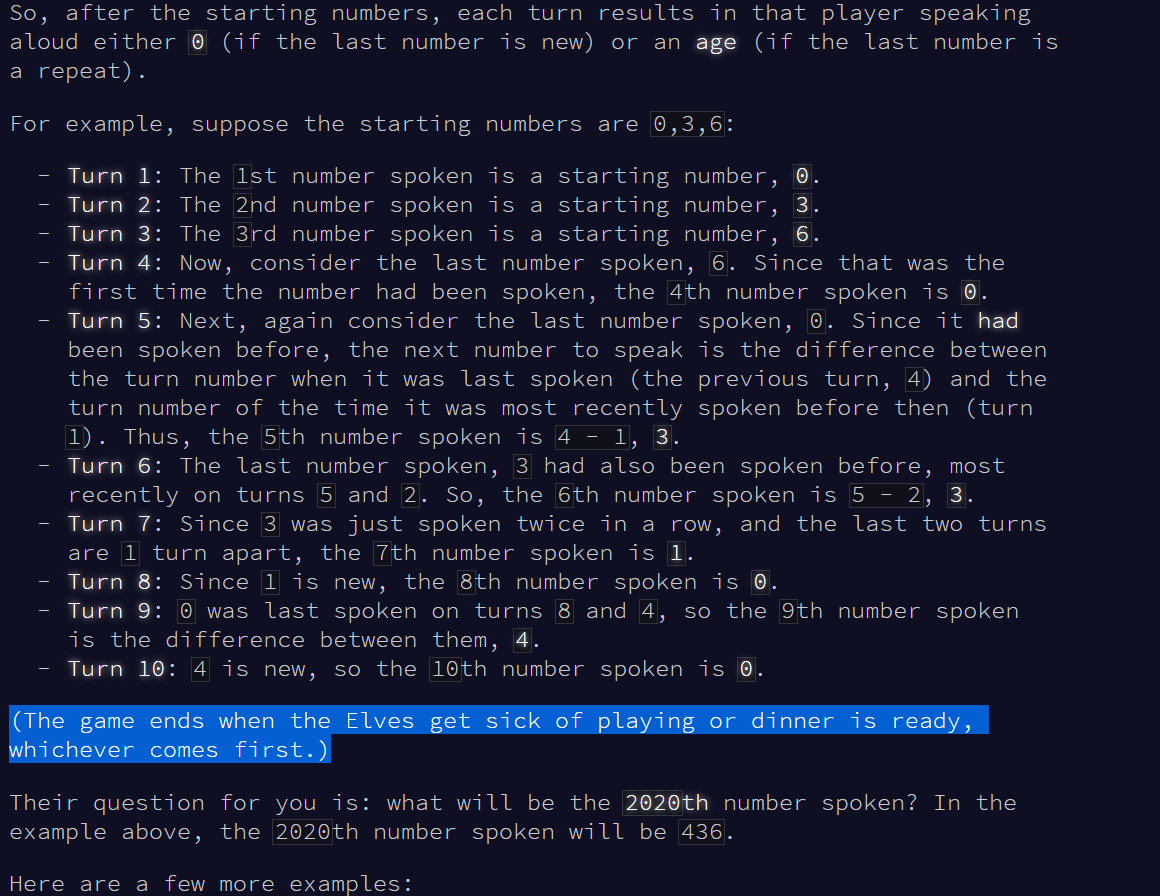 So, after the starting numbers, each turn results in that player speaking
aloud either 0 (if the last number is new) or an age (if the last number is
a repeat).
For example, suppose the starting numbers are 0,3,6:
- Turn 1: The 1st number spoken is a starting number, 0.
- Turn 2: The 2nd number spoken is a starting number, 3.
- Turn 3: The 3rd number spoken is a starting number, 6.
- Turn 4: Now, consider the last number spoken, 6. Since that was the
first time the number had been spoken, the 4th number spoken is 0.
- Turn 5: Next, again consider the last number spoken, 0. Since it had
been spoken before, the next number to speak is the difference between
the turn number when it was last spoken (the previous turn, 4) and the
turn number of the time it was most recently spoken before then (turn
1). Thus, the 5th number spoken is 4 - 1, 3.
- Turn 6: The last number spoken, 3 had also been spoken before, most
recently on turns 5 and 2. So, the 6th number spoken is 5 - 2, 3.
- Turn 7: Since 3 was just spoken twice in a row, and the last two turns
are 1 turn apart, the 7th number spoken is 1.
- Turn 8: Since 1 is new, the 8th number spoken is 0.
- Turn 9: 0 was last spoken on turns 8 and 4, so the 9th number spoken
is the difference between them, 4.
- Turn 10: 4 is new, so the 10th number spoken is 0.
(The game ends when the Elves get sick of playing or dinner is ready,
whichever comes first.)
Their question for you is: what will be the 2020th number spoken? In the
example above, the 2020th number spoken will be 436.
Here are a few more examples: